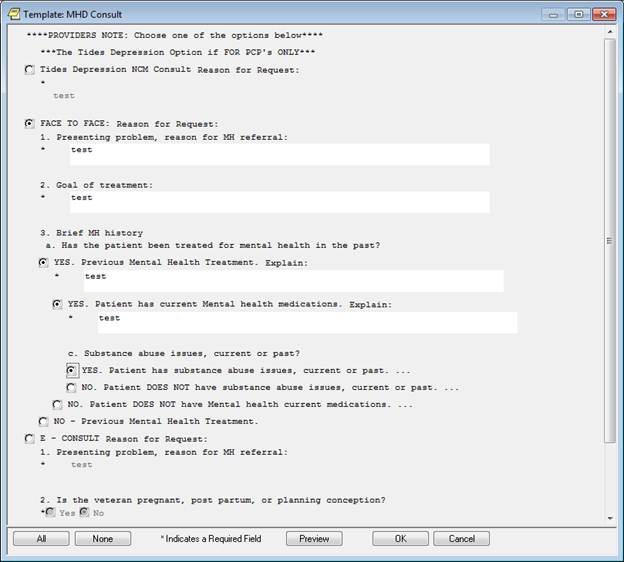 Template: MHD Consult
****PROVIDERS NOTE: Choose one of the options below****
***The Tides Depression Option if FOR PCP's ONLY***
Tides Depression NCM Consult Reason for Request:
*
test
FACE TO FACE: Reason for Request:
1. Presenting problem, reason for MH referral:
* test
2. Goal of treatment:
* test
3. Brief MH history
a. Has the patient been treated for mental health in the past?
YES. Previous Mental Health Treatment. Explain:
* test
YES. Patient has current Mental health medications. Explain:
* test
c. Substance abuse issues, current or past?
YES. Patient has substance abuse issues, current or past. ...
NO. Patient DOES NOT have substance abuse issues, current or past. ...
NO. Patient DOES NOT have Mental health current medications. ...
NO - Previous Mental Health Treatment.
E - CONSULT Reason for Request:
1. Presenting problem, reason for MH referral:
* test
2. Is the veteran pregnant, post partum, or planning conception?
* Yes No
All None * Indicates a Required Field Preview OK Cancel